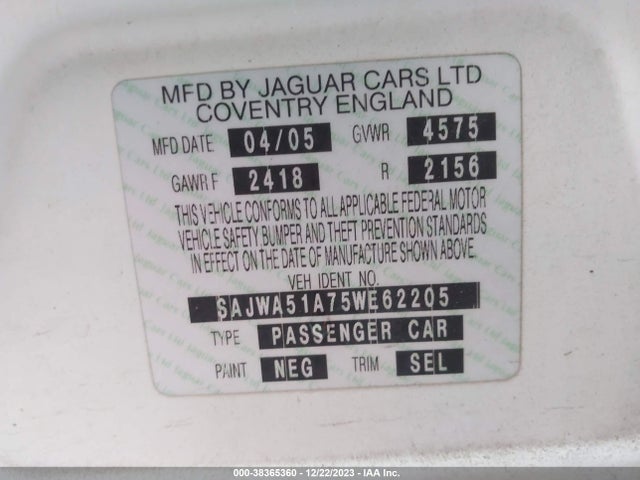 MFD BY JAGUAR CARS LTD
COVENTRY ENGLAND
MFD DATE 04/05 GVWR 4575
GAWR F 2418 R 2156
THIS VEHICLE CONFORMS TO ALL APPLICABLE FEDERAL MOTOR
VEHICLE SAFETY BUMPER AND THEFT PREVENTION STANDARDS
IN EFFECT ON THE DATE OF MANUFACTURE SHOWN ABOVE.
VEH IDENT NO.
SAJWA51A75WE62205
TYPE PASSENGER CAR
PAINT NEG TRIM SEL
000-38365360 - 12/22/2023 - IAA Inc.